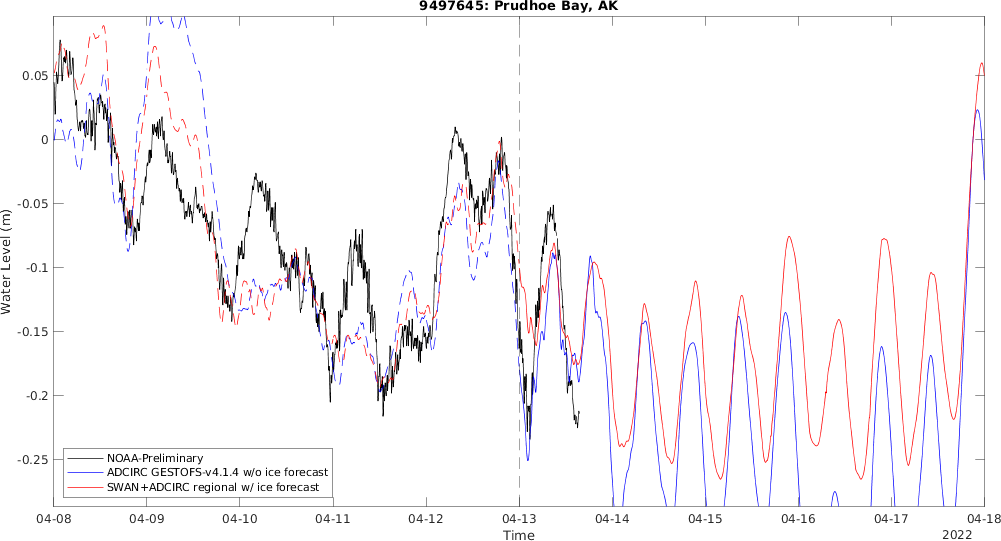 9497645: Prudhoe Bay, AK
0.05
0
-0.05
-0.1
-0.15
-0.2
-0.25
Water Level (m)
NOAA-Preliminary
ADCIRC GESTOFS-v4.1.4 w/o ice forecast
SWAN+ADCIRC regional w/ ice forecast
04-08 04-09 04-10 04-11 04-12 04-13 04-14 04-15 04-16 04-17 04-18
Time
2022